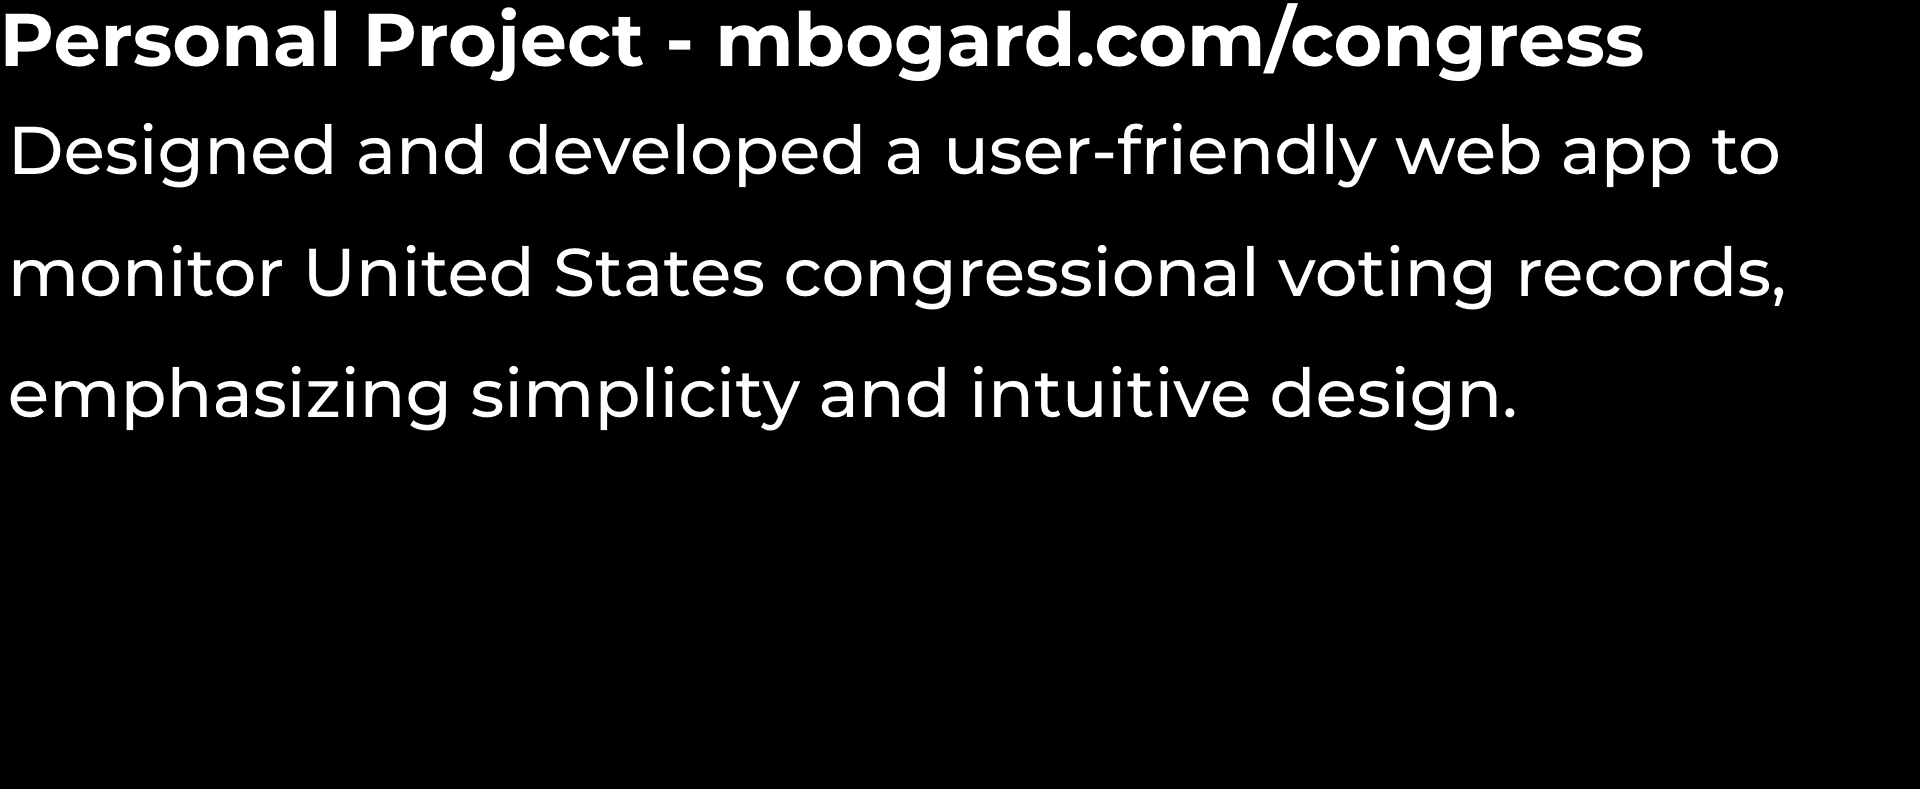 Personal Project - mbogard.com/congress
Designed and developed a user-friendly web app to
monitor United States congressional voting records,
emphasizing simplicity and intuitive design.